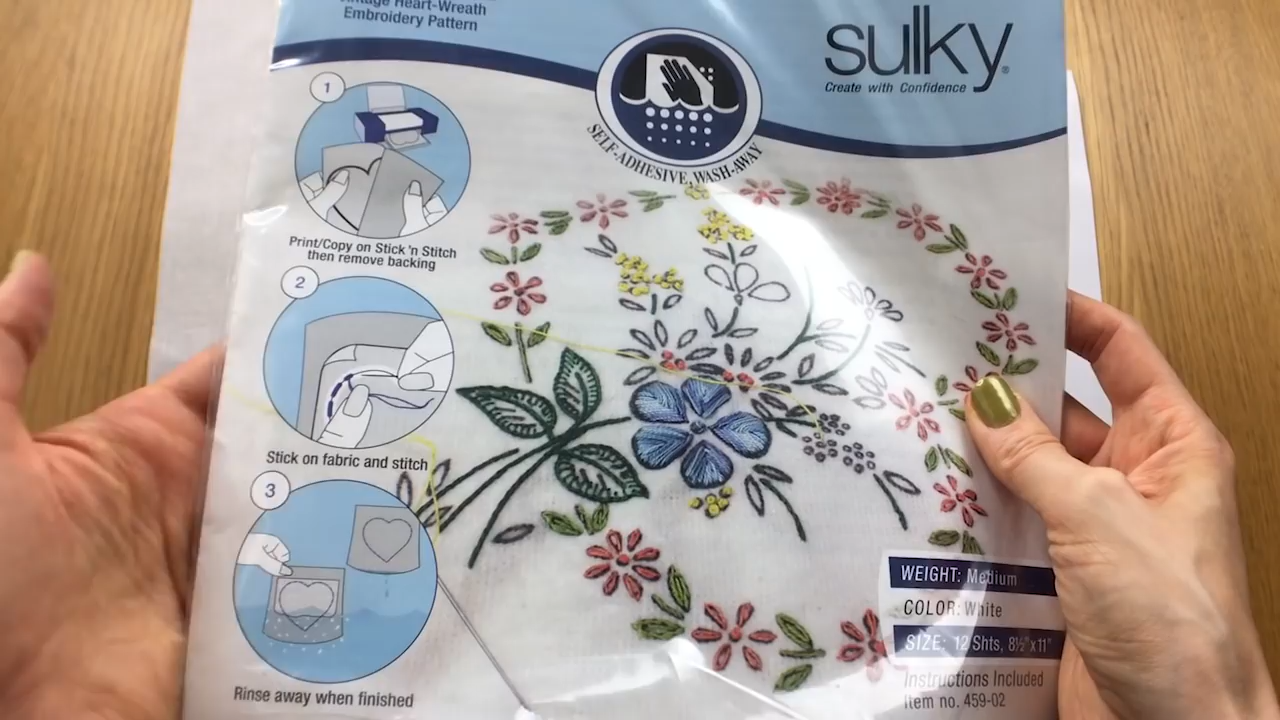 Heart-Wreath
Embroidery Pattern
sulky®
Create with Confidence
SELF-ADHESIVE, WASH-AWAY
1
Print/Copy on Stick 'n Stitch
then remove backing
2
Stick on fabric and stitch
3
Rinse away when finished
WEIGHT: Medium
COLOR: White
SIZE: 12 Shts, 8½" x 11"
Instructions Included
Item no. 459-02